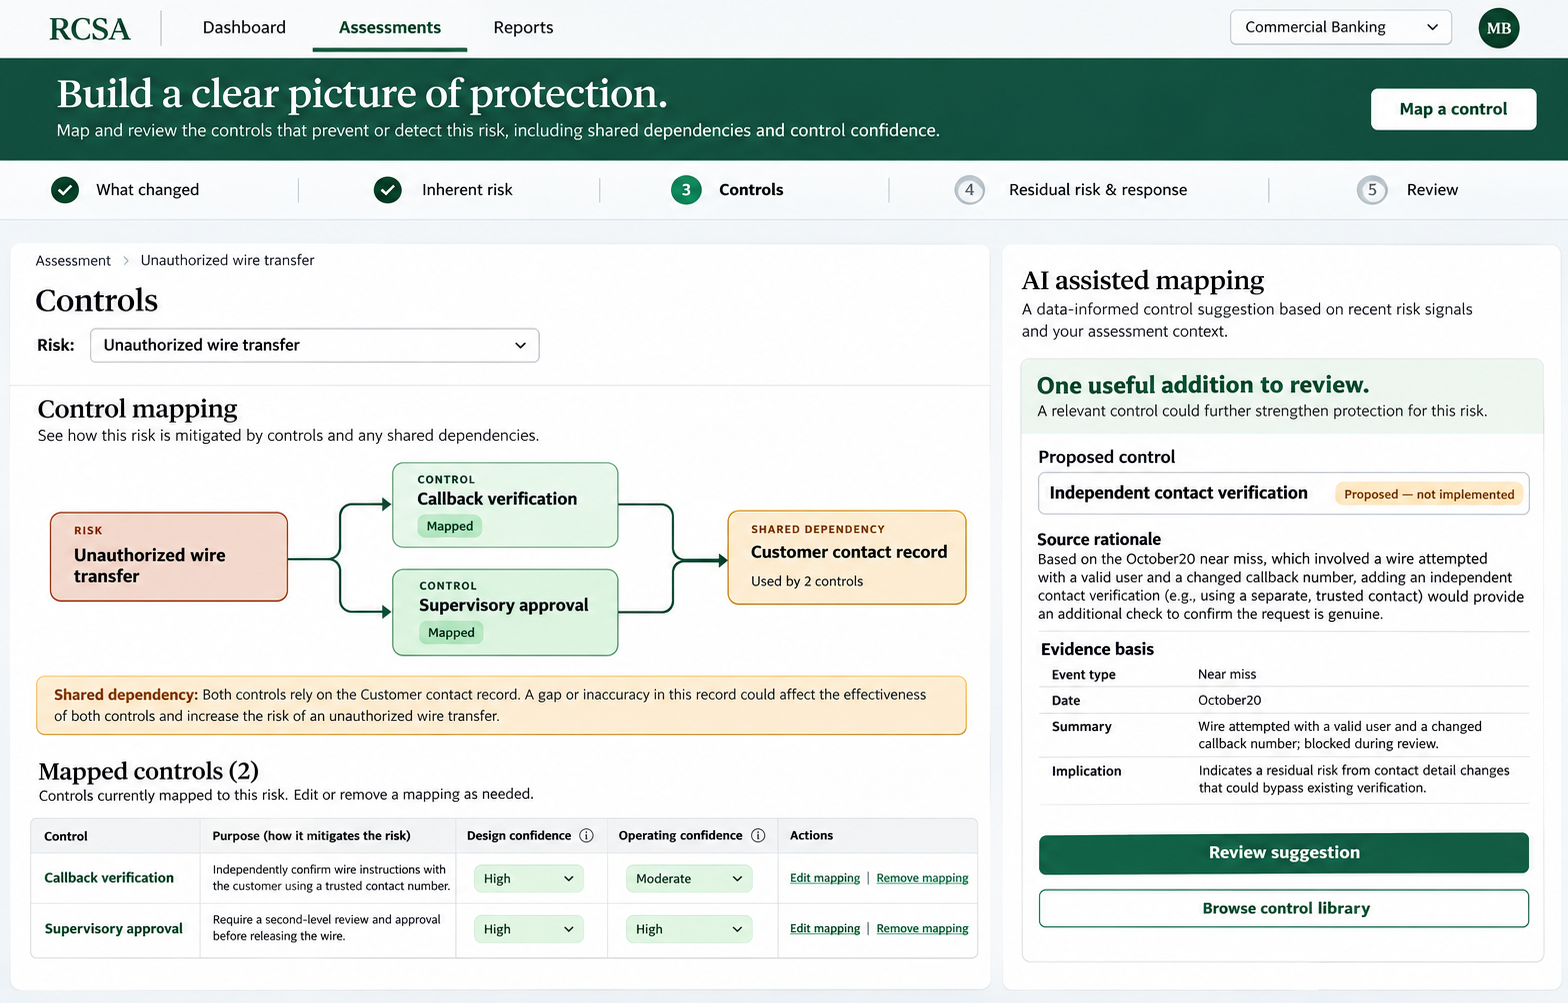 RCSA
Dashboard
Assessments
Reports
Commercial Banking
MB
Build a clear picture of protection.
Map and review the controls that prevent or detect this risk, including shared dependencies and control confidence.
Map a control
What changed
Inherent risk
3
Controls
4
Residual risk & response
5
Review
Assessment > Unauthorized wire transfer
Controls
Risk:
Unauthorized wire transfer
Control mapping
See how this risk is mitigated by controls and any shared dependencies.
RISK
Unauthorized wire
transfer
CONTROL
Callback verification
Mapped
CONTROL
Supervisory approval
Mapped
SHARED DEPENDENCY
Customer contact record
Used by 2 controls
Shared dependency: Both controls rely on the Customer contact record. A gap or inaccuracy in this record could affect the effectiveness
of both controls and increase the risk of an unauthorized wire transfer.
Mapped controls (2)
Controls currently mapped to this risk. Edit or remove a mapping as needed.
Control
Purpose (how it mitigates the risk)
Design confidence
Operating confidence
Actions
Callback verification
Independently confirm wire instructions with
the customer using a trusted contact number.
High
Moderate
Edit mapping | Remove mapping
Supervisory approval
Require a second-level review and approval
before releasing the wire.
High
High
Edit mapping | Remove mapping
AI assisted mapping
A data-informed control suggestion based on recent risk signals
and your assessment context.
One useful addition to review.
A relevant control could further strengthen protection for this risk.
Proposed control
Independent contact verification
Proposed — not implemented
Source rationale
Based on the October20 near miss, which involved a wire attempted
with a valid user and a changed callback number, adding an independent
contact verification (e.g., using a separate, trusted contact) would provide
an additional check to confirm the request is genuine.
Evidence basis
Event type
Near miss
Date
October20
Summary
Wire attempted with a valid user and a changed
callback number; blocked during review.
Implication
Indicates a residual risk from contact detail changes
that could bypass existing verification.
Review suggestion
Browse control library